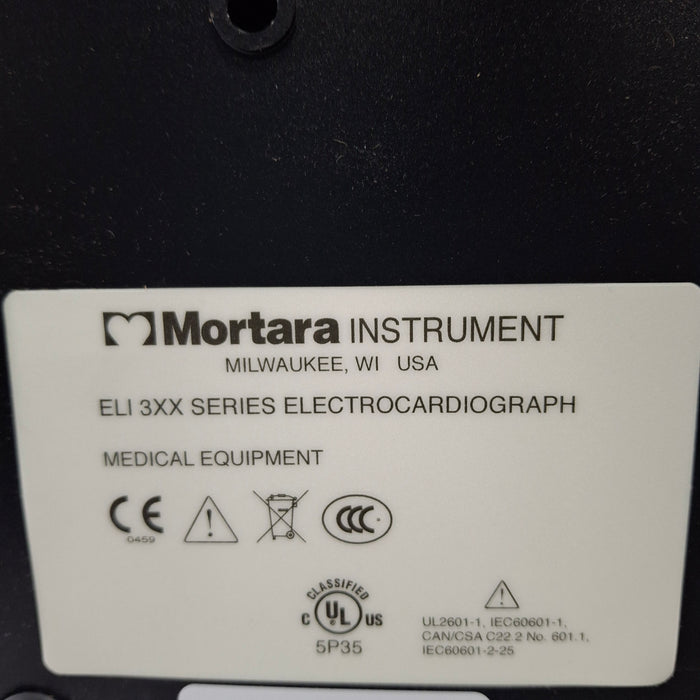 Mortara INSTRUMENT
MILWAUKEE, WI USA
ELI 3XX SERIES ELECTROCARDIOGRAPH
MEDICAL EQUIPMENT
CE
0459
CCC
CLASSIFIED
C UL US
5P35
UL2601-1, IEC60601-1,
CAN/CSA C22.2 No. 601.1,
IEC60601-2-25